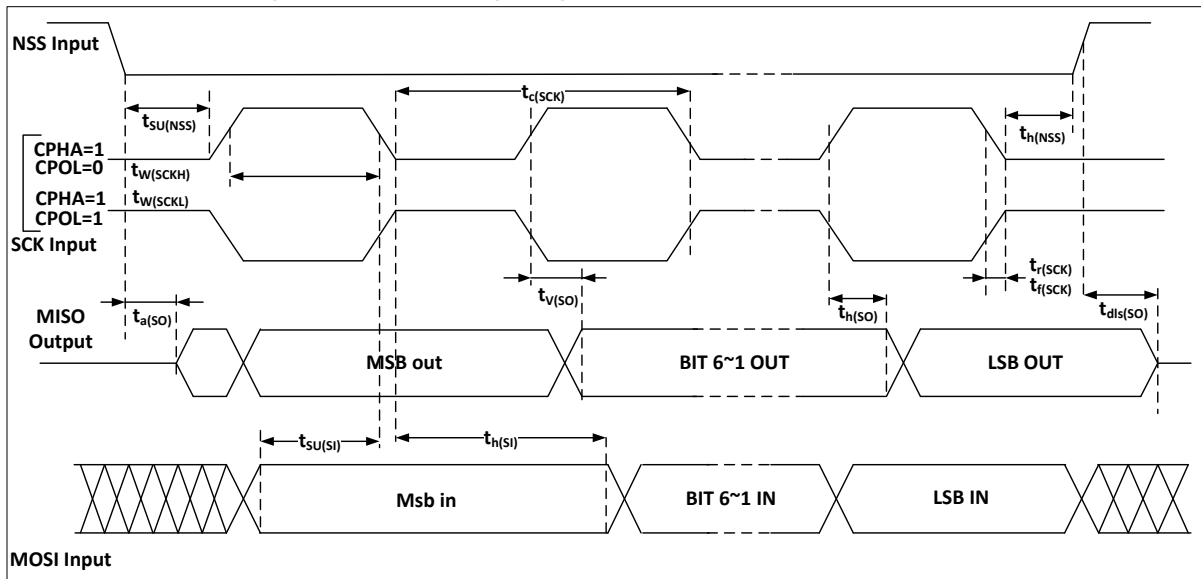 NSS Input
tc(SCK)
tSU(NSS)
th(NSS)
CPHA=1
CPOL=0
tW(SCKH)
CPHA=1
tW(SCKL)
CPOL=1
SCK Input
tr(SCK)
tf(SCK)
tV(SO)
ta(SO)
th(SO)
tdls(SO)
MISO
Output
MSB out
BIT 6~1 OUT
LSB OUT
tSU(SI)
th(SI)
Msb in
BIT 6~1 IN
LSB IN
MOSI Input